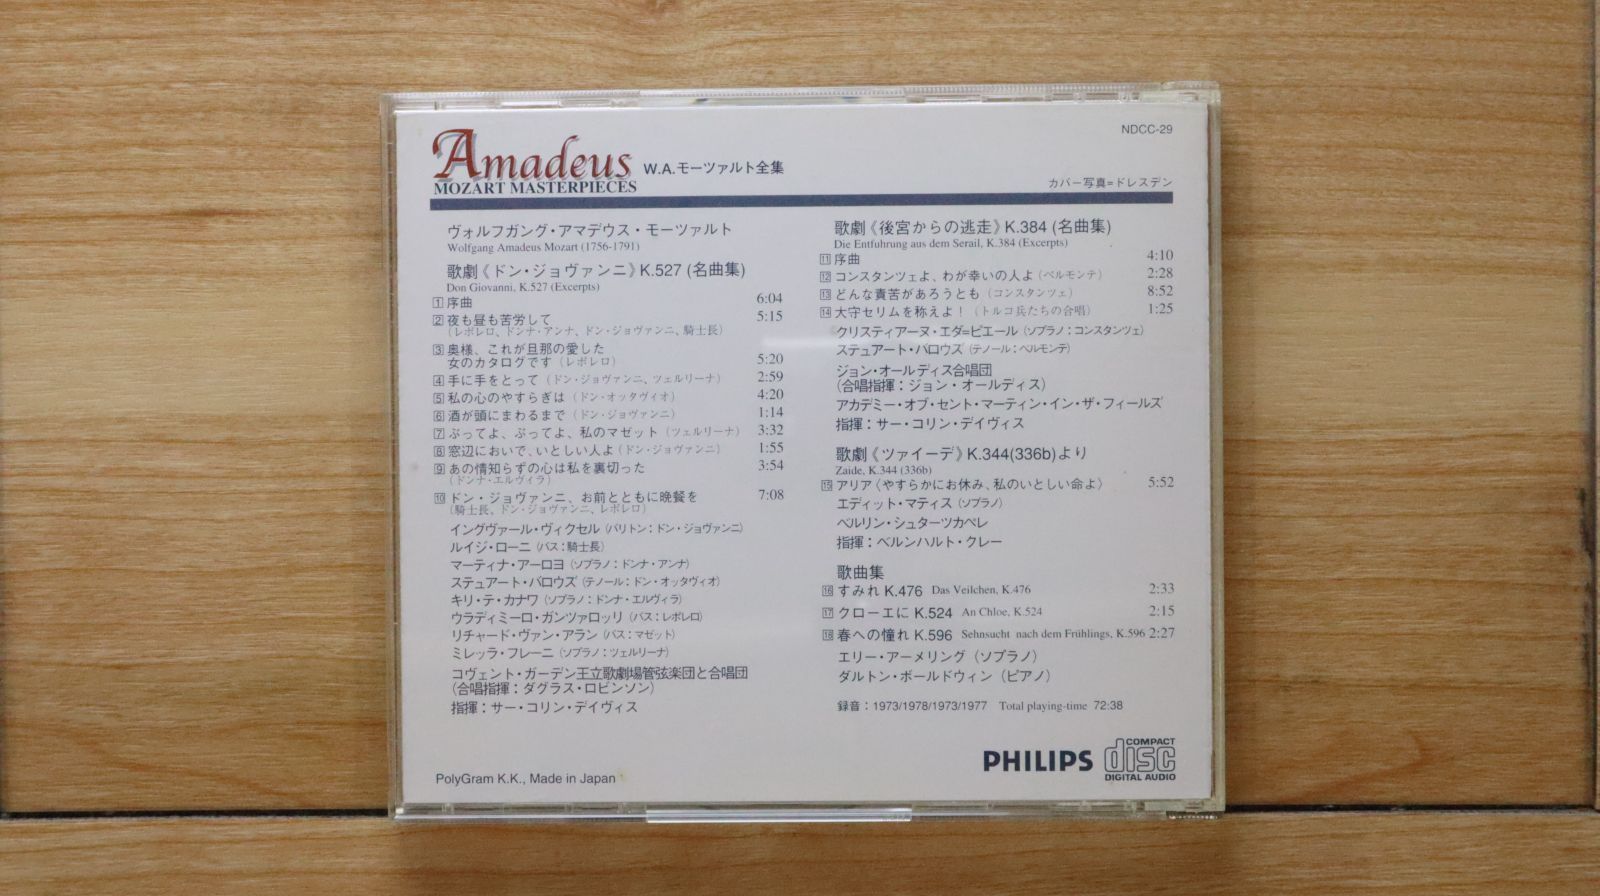 Amadeus
MOZART MASTERPIECES
W.A.モーツァルト全集
NDCC-29
カバー写真=ドレスデン
ヴォルフガング・アマデウス・モーツァルト
Wolfgang Amadeus Mozart (1756-1791)
歌劇《ドン・ジョヴァンニ》K.527 (名曲集)
Don Giovanni, K.527 (Excerpts)
1 序曲 6:04
2 夜も昼も苦労して 5:15
(レポレロ、ドンナ・アンナ、ドン・ジョヴァンニ、騎士長)
3 奥様、これが旦那の愛した
女のカタログです (レポレロ) 5:20
4 手に手をとって (ドン・ジョヴァンニ、ツェルリーナ) 2:59
5 私の心のやすらぎは (ドン・オッタヴィオ) 4:20
6 酒が頭にまわるまで (ドン・ジョヴァンニ) 1:14
7 ぶってよ、ぶってよ、私のマゼット (ツェルリーナ) 3:32
8 窓辺においで、いとしい人よ (ドン・ジョヴァンニ) 1:55
9 あの情知らずの心は私を裏切った 3:54
(ドンナ・エルヴィラ)
10 ドン・ジョヴァンニ、お前とともに晩餐を 7:08
(騎士長、ドン・ジョヴァンニ、レポレロ)
イングヴァール・ヴィクセル (バリトン：ドン・ジョヴァンニ)
ルイジ・ローニ (バス：騎士長)
マーティナ・アーロヨ (ソプラノ：ドンナ・アンナ)
ステュアート・バロウズ (テノール：ドン・オッタヴィオ)
キリ・テ・カナワ (ソプラノ：ドンナ・エルヴィラ)
ウラディミーロ・ガンツァロッリ (バス：レポレロ)
リチャード・ヴァン・アラン (バス：マゼット)
ミレッラ・フレーニ (ソプラノ：ツェルリーナ)
コヴェント・ガーデン王立歌劇場管弦楽団と合唱団
(合唱指揮：ダグラス・ロビンソン)
指揮：サー・コリン・デイヴィス
歌劇《後宮からの逃走》K.384 (名曲集)
Die Entfuhrung aus dem Serail, K.384 (Excerpts)
11 序曲 4:10
12 コンスタンツェよ、わが幸いの人よ (ベルモンテ) 2:28
13 どんな責苦があろうとも (コンスタンツェ) 8:52
14 大守セリムを称えよ！ (トルコ兵たちの合唱) 1:25
クリスティアーヌ・エダ=ピエール (ソプラノ：コンスタンツェ)
ステュアート・バロウズ (テノール：ベルモンテ)
ジョン・オールディス合唱団
(合唱指揮：ジョン・オールディス)
アカデミー・オブ・セント・マーティン・イン・ザ・フィールズ
指揮：サー・コリン・デイヴィス
歌劇《ツァイーデ》K.344(336b)より
Zaide, K.344 (336b)
15 アリア〈やすらかにお休み、私のいとしい命よ〉 5:52
エディット・マティス (ソプラノ)
ベルリン・シュターツカペレ
指揮：ベルンハルト・クレー
歌曲集
16 すみれ K.476 Das Veilchen, K.476 2:33
17 クローエに K.524 An Chloe, K.524 2:15
18 春への憧れ K.596 Sehnsucht nach dem Frühlings, K.596 2:27
エリー・アーメリング (ソプラノ)
ダルトン・ボールドウィン (ピアノ)
録音：1973/1978/1973/1977 Total playing-time 72:38
PHILIPS
COMPACT
disc
DIGITAL AUDIO
PolyGram K.K., Made in Japan